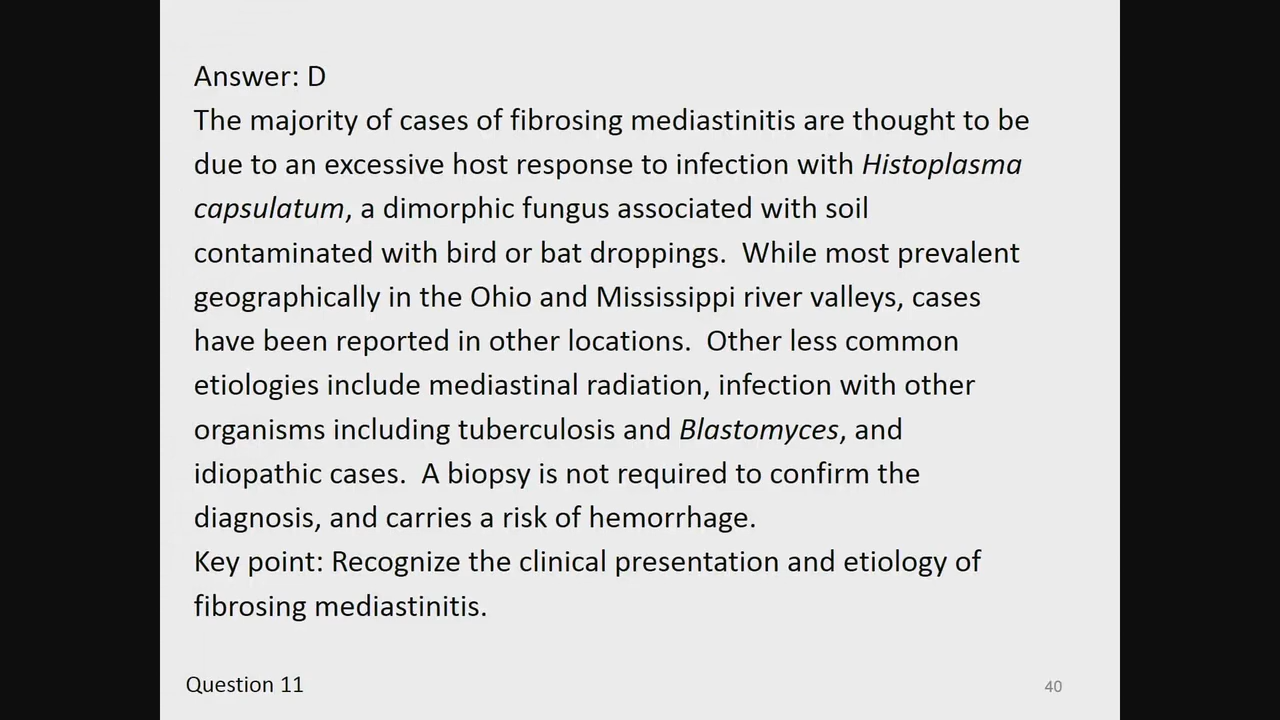 Answer: D
The majority of cases of fibrosing mediastinitis are thought to be
due to an excessive host response to infection with Histoplasma
capsulatum, a dimorphic fungus associated with soil
contaminated with bird or bat droppings.  While most prevalent
geographically in the Ohio and Mississippi river valleys, cases
have been reported in other locations.  Other less common
etiologies include mediastinal radiation, infection with other
organisms including tuberculosis and Blastomyces, and
idiopathic cases.  A biopsy is not required to confirm the
diagnosis, and carries a risk of hemorrhage.
Key point: Recognize the clinical presentation and etiology of
fibrosing mediastinitis.
Question 11
40